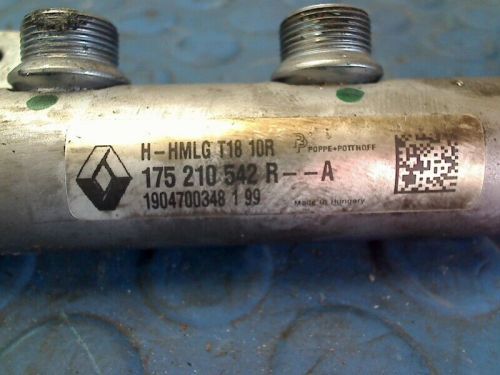 H-HMLG T18 10R
POPPE+POTTHOFF
175 210 542 R--A
1904700348 1 99
Made in Hungary